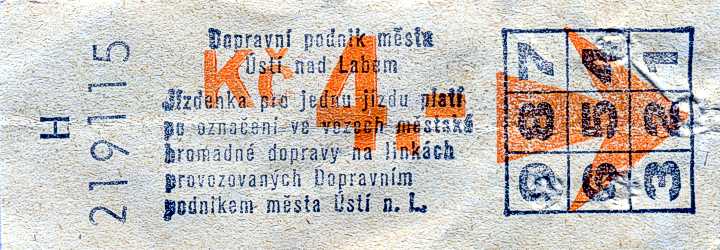 H 219115
Kč 4.-
Dopravní podnik města
Ústí nad Labem
Jízdenka pro jednu jízdu platí
po označení ve vozech městské
hromadné dopravy na linkách
provozovaných Dopravním
podnikem města Ústí n. L.
7 4 1
8 5 2
9 6 3